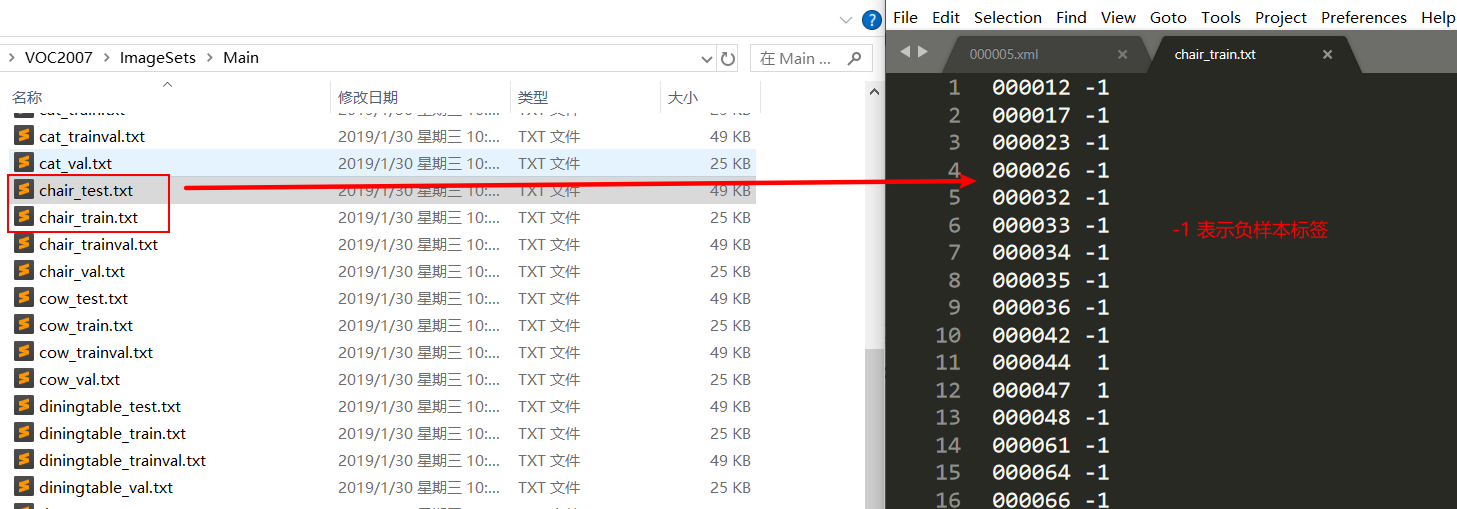 VOC2007 > ImageSets > Main
在 Main ...
名称 修改日期 类型 大小
cat_trainval.txt 2019/1/30 星期三 10:... TXT 文件 49 KB
cat_val.txt 2019/1/30 星期三 10:... TXT 文件 25 KB
chair_test.txt 2019/1/30 星期三 10:... TXT 文件 49 KB
chair_train.txt 2019/1/30 星期三 10:... TXT 文件 25 KB
chair_trainval.txt 2019/1/30 星期三 10:... TXT 文件 49 KB
chair_val.txt 2019/1/30 星期三 10:... TXT 文件 25 KB
cow_test.txt 2019/1/30 星期三 10:... TXT 文件 49 KB
cow_train.txt 2019/1/30 星期三 10:... TXT 文件 25 KB
cow_trainval.txt 2019/1/30 星期三 10:... TXT 文件 49 KB
cow_val.txt 2019/1/30 星期三 10:... TXT 文件 25 KB
diningtable_test.txt 2019/1/30 星期三 10:... TXT 文件 49 KB
diningtable_train.txt 2019/1/30 星期三 10:... TXT 文件 25 KB
diningtable_trainval.txt 2019/1/30 星期三 10:... TXT 文件 49 KB
diningtable_val.txt 2019/1/30 星期三 10:... TXT 文件 25 KB
File Edit Selection Find View Goto Tools Project Preferences Help
000005.xml chair_train.txt
1 000012 -1
2 000017 -1
3 000023 -1
4 000026 -1
5 000032 -1
6 000033 -1
7 000034 -1
8 000035 -1
9 000036 -1
10 000042 -1
11 000044 1
12 000047 1
13 000048 -1
14 000061 -1
15 000064 -1
16 000066 -1
-1 表示负样本标签